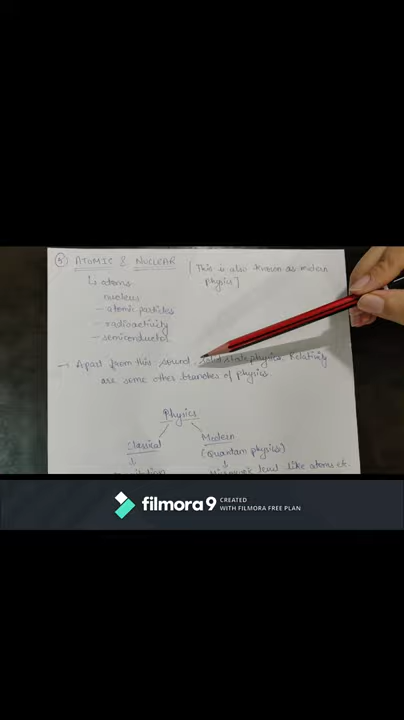 5 ATOMIC & NUCLEAR [This is also known as modern
physics]
↳ atoms
nucleus
- atomic particles
- radioactivity
- semiconductor
→ Apart from this sound, solid state physics, Relativity
are some other branches of physics.
Physics
Classical
Modern
(Quantum physics)
↓
↓
level like atoms etc.
filmora9 CREATED
WITH FILMORA FREE PLAN